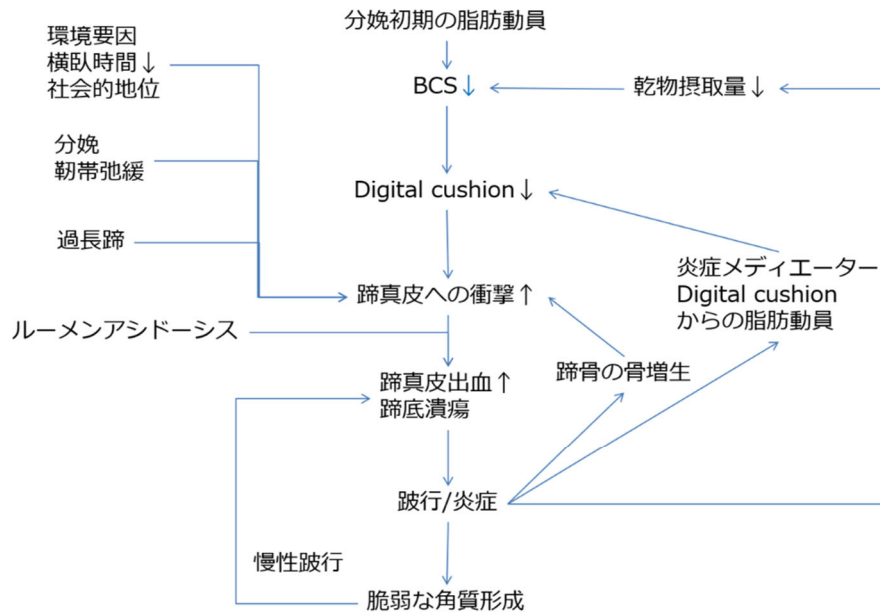 分娩初期の脂肪動員
環境要因
横臥時間↓
社会的地位
BCS↓
乾物摂取量↓
分娩
靭帯弛緩
Digital cushion↓
過長蹄
炎症メディエーター
Digital cushion
からの脂肪動員
蹄真皮への衝撃↑
ルーメンアシドーシス
蹄真皮出血↑
蹄底潰瘍
蹄骨の骨増生
跛行/炎症
慢性跛行
脆弱な角質形成